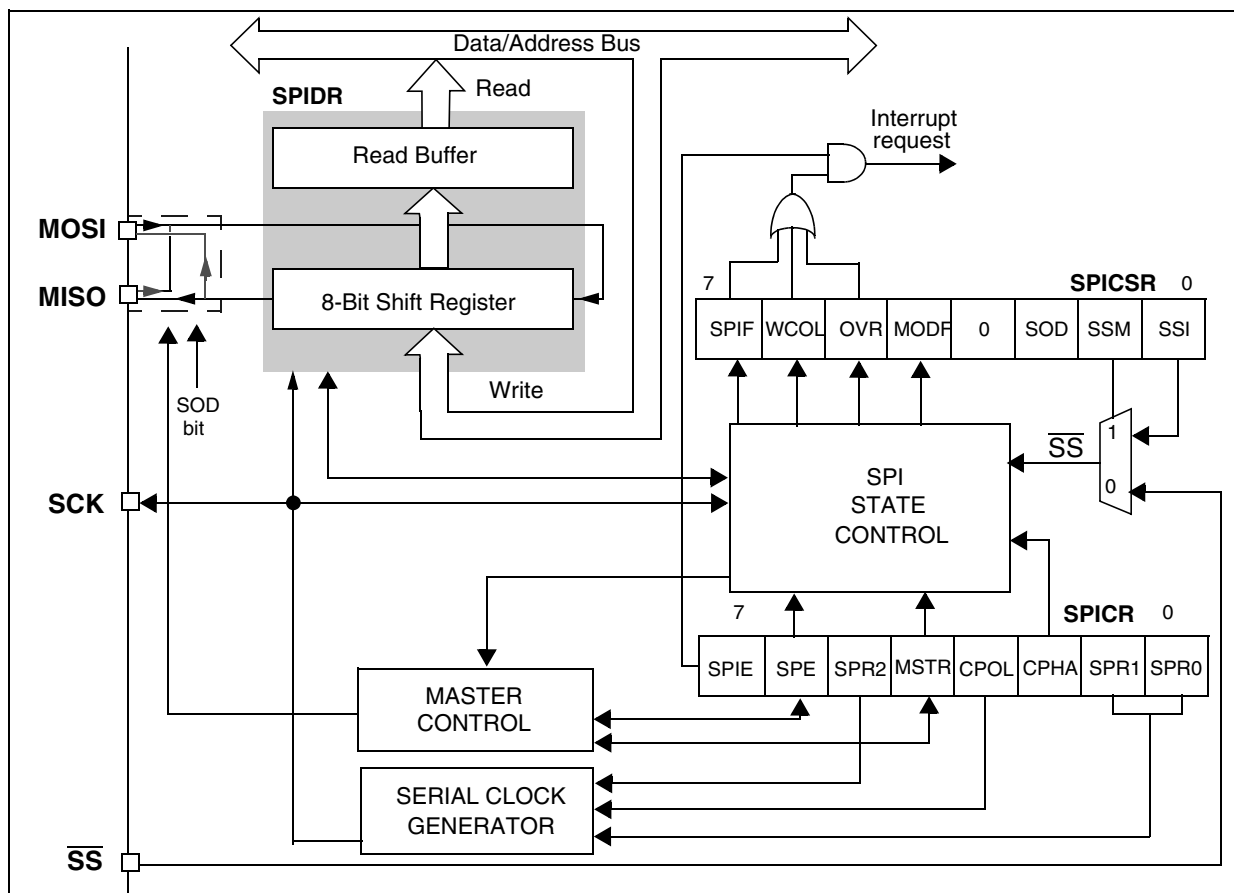 Data/Address Bus
SPIDR
Read
Read Buffer
Interrupt
request
MOSI
MISO
8-Bit Shift Register
7
SPICSR
0
SPIF WCOL OVR MODF 0 SOD SSM SSI
Write
SOD
bit
1
SS
0
SCK
SPI
STATE
CONTROL
7
SPICR
0
SPIE SPE SPR2 MSTR CPOL CPHA SPR1 SPR0
MASTER
CONTROL
SERIAL CLOCK
GENERATOR
SS